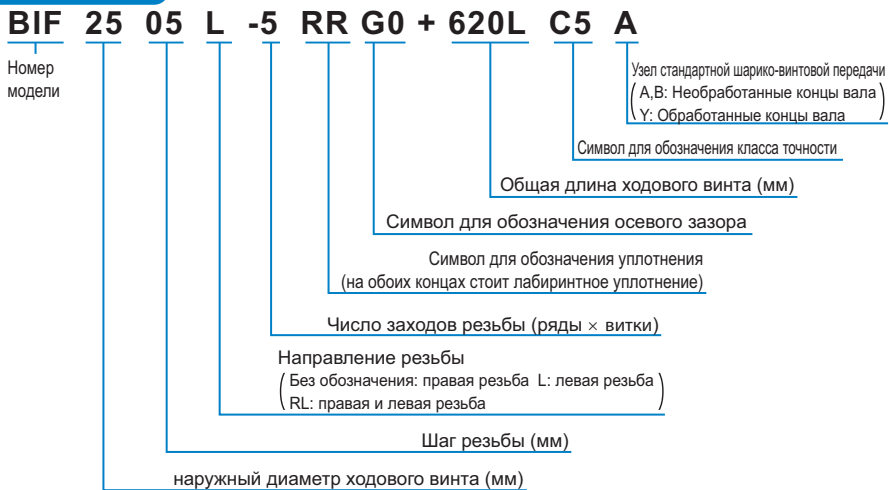 BIF 25 05 L -5 RR G0 + 620L C5 A
Номер
модели
Узел стандартной шарико-винтовой передачи
(A,B: Необработанные концы вала)
(Y: Обработанные концы вала)
Символ для обозначения класса точности
Общая длина ходового винта (мм)
Символ для обозначения осевого зазора
Символ для обозначения уплотнения
(на обоих концах стоит лабиринтное уплотнение)
Число заходов резьбы (ряды × витки)
Направление резьбы
(Без обозначения: правая резьба L: левая резьба)
(RL: правая и левая резьба)
Шаг резьбы (мм)
наружный диаметр ходового винта (мм)